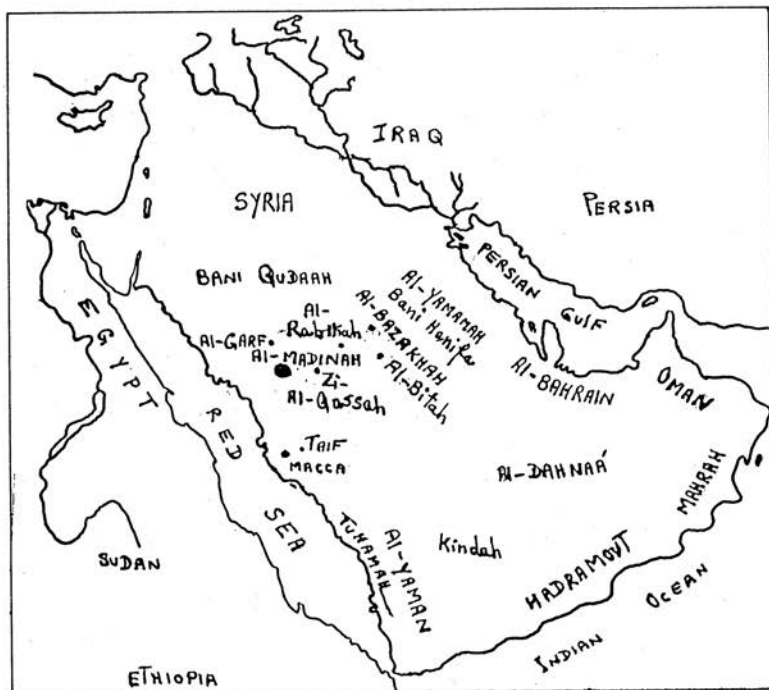 IRAQ
SYRIA
PERSIA
PERSIAN GULF
BANI QUDAAH
Al-YAMAMAH
Bani Hanifa
Al-BAZAKHAH
Al-Bitah
Al-
Rabthah
Al-GARF
Al-MADINAH
Zi-
Al-Qassah
Al-BAHRAIN
OMAN
EGYPT
RED SEA
TAIF
MACCA
Al-DAHNAÁ
MAHRAH
Kindah
TUHAMAH
Al-YAMAN
HADRAMOUT
SUDAN
INDIAN OCEAN
ETHIOPIA